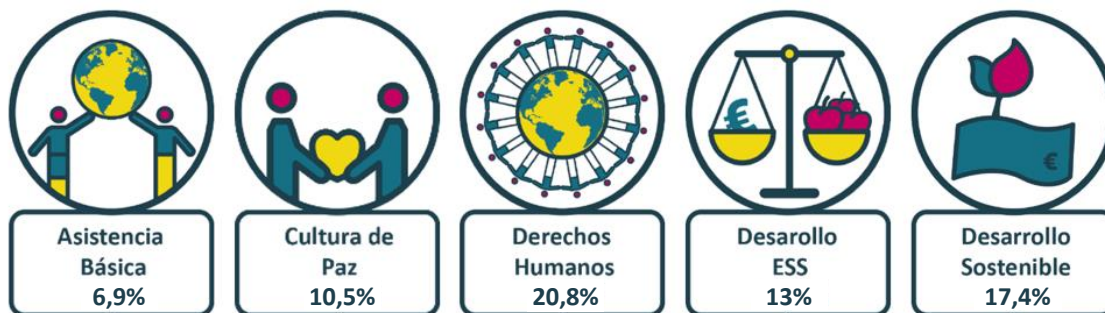 €
€
Asistencia
Básica
6,9%
Cultura de
Paz
10,5%
Derechos
Humanos
20,8%
Desarollo
ESS
13%
Desarrollo
Sostenible
17,4%